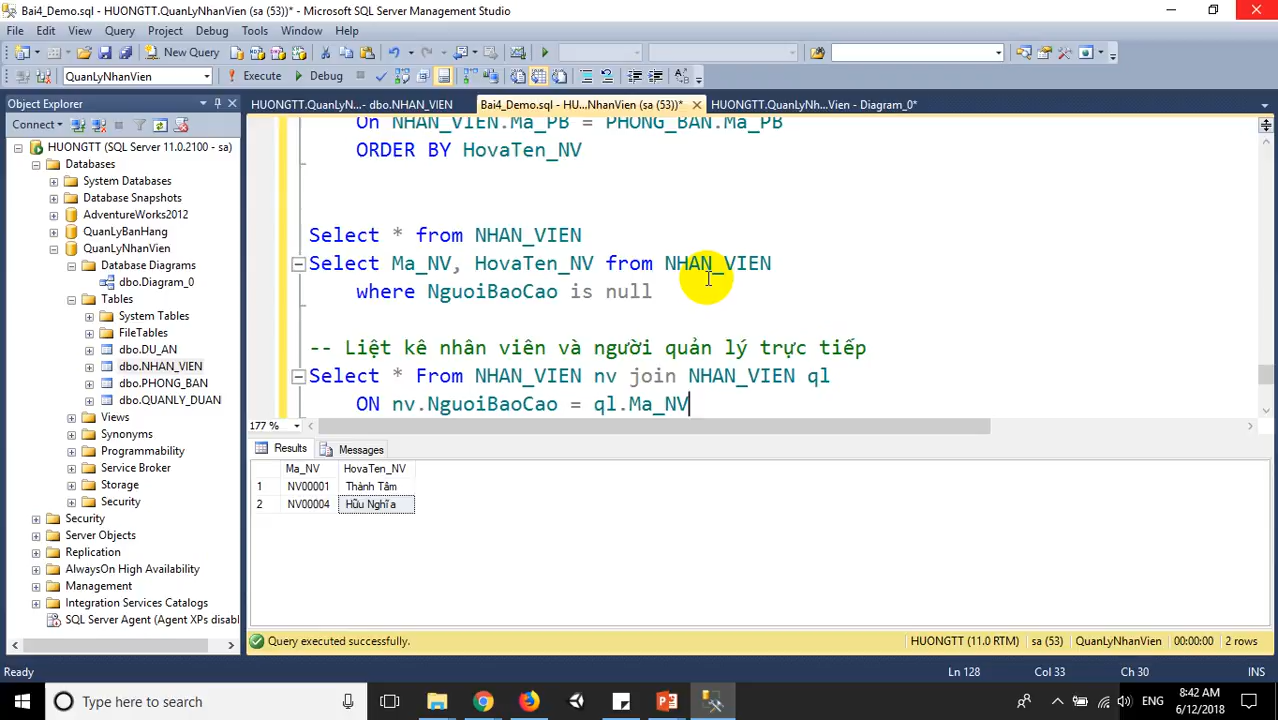 Bai4_Demo.sql - HUONGTT.QuanLyNhanVien (sa (53))* - Microsoft SQL Server Management Studio
File Edit View Query Project Debug Tools Window Help
New Query
QuanLyNhanVien Execute Debug
Object Explorer
HUONGTT.QuanLyN...- dbo.NHAN_VIEN Bai4_Demo.sql - HU...NhanVien (sa (53))* HUONGTT.QuanLyNh...Vien - Diagram_0*
Connect
HUONGTT (SQL Server 11.0.2100 - sa)
Databases
System Databases
Database Snapshots
AdventureWorks2012
QuanLyBanHang
QuanLyNhanVien
Database Diagrams
dbo.Diagram_0
Tables
System Tables
FileTables
dbo.DU_AN
dbo.NHAN_VIEN
dbo.PHONG_BAN
dbo.QUANLY_DUAN
Views
Synonyms
Programmability
Service Broker
Storage
Security
Security
Server Objects
Replication
AlwaysOn High Availability
Management
Integration Services Catalogs
SQL Server Agent (Agent XPs disabl
On NHAN_VIEN.Ma_PB = PHONG_BAN.Ma_PB
ORDER BY HovaTen_NV
Select * from NHAN_VIEN
Select Ma_NV, HovaTen_NV from NHAN_VIEN
where NguoiBaoCao is null
-- Liệt kê nhân viên và người quản lý trực tiếp
Select * From NHAN_VIEN nv join NHAN_VIEN ql
ON nv.NguoiBaoCao = ql.Ma_NV
177 %
Results Messages
Ma_NV HovaTen_NV
1 NV00001 Thành Tâm
2 NV00004 Hữu Nghĩa
Query executed successfully. HUONGTT (11.0 RTM) sa (53) QuanLyNhanVien 00:00:00 2 rows
Ready Ln 128 Col 33 Ch 30 INS
Type here to search
ENG
8:42 AM
6/12/2018